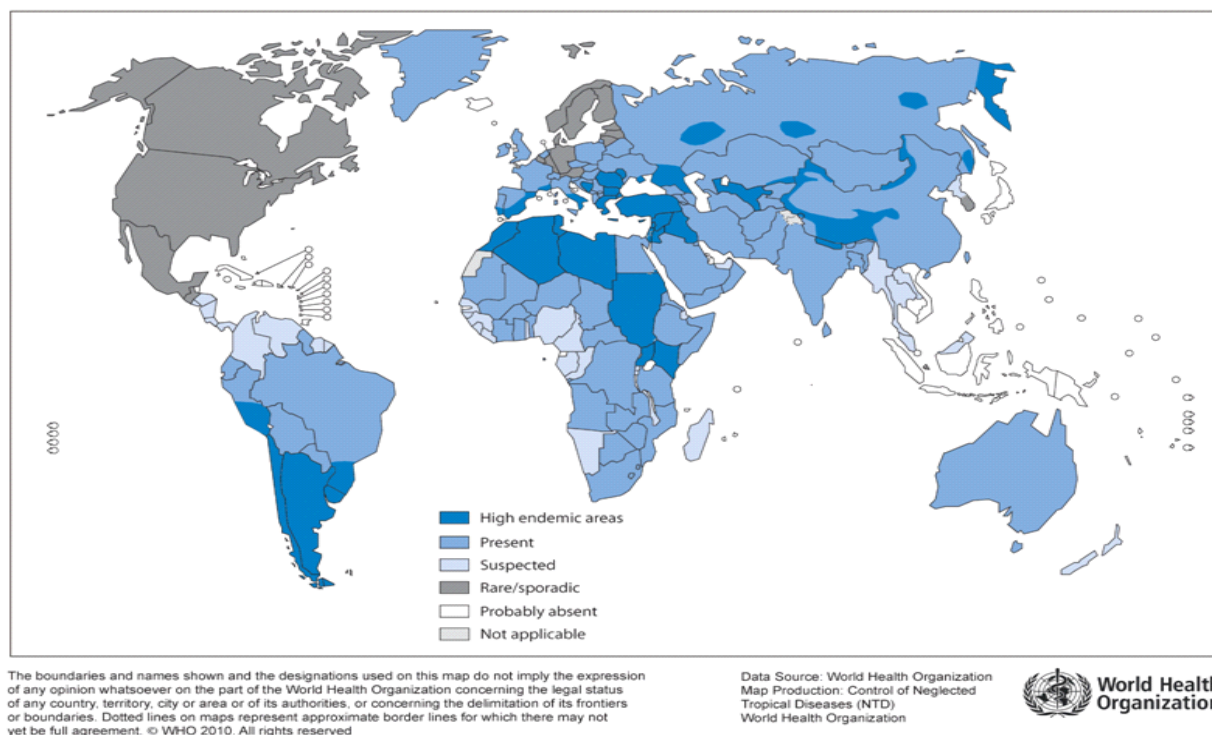 High endemic areas
Present
Suspected
Rare/sporadic
Probably absent
Not applicable
The boundaries and names shown and the designations used on this map do not imply the expression
of any opinion whatsoever on the part of the World Health Organization concerning the legal status
of any country, territory, city or area or of its authorities, or concerning the delimitation of its frontiers
or boundaries. Dotted lines on maps represent approximate border lines for which there may not
yet be full agreement. © WHO 2010. All rights reserved
Data Source: World Health Organization
Map Production: Control of Neglected
Tropical Diseases (NTD)
World Health Organization
World Health
Organization